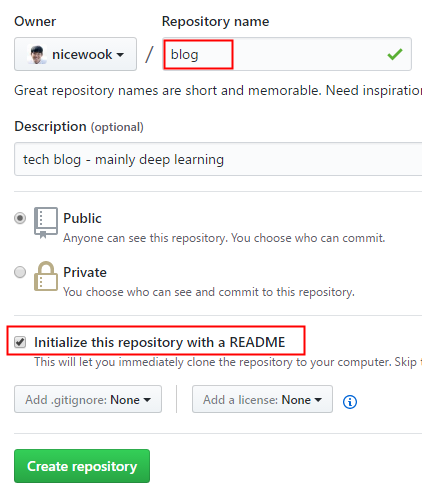 Owner Repository name
nicewook / blog
Great repository names are short and memorable. Need inspiration
Description (optional)
tech blog - mainly deep learning
Public
Anyone can see this repository. You choose who can commit.
Private
You choose who can see and commit to this repository.
Initialize this repository with a README
This will let you immediately clone the repository to your computer. Skip
Add .gitignore: None Add a license: None
Create repository